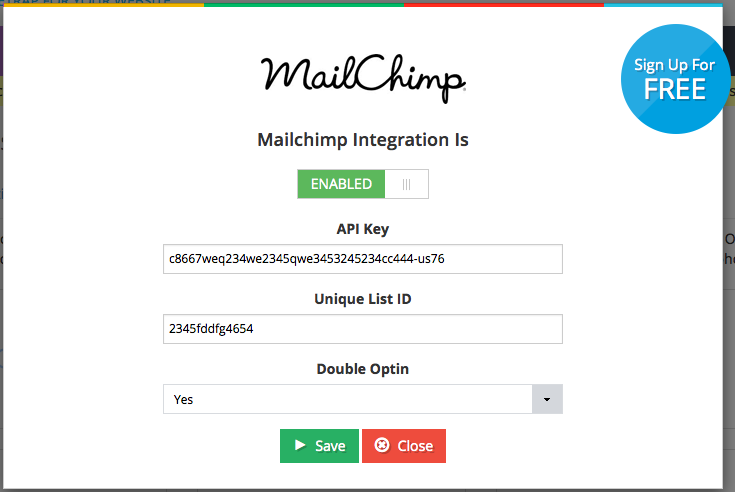 MailChimp
Sign Up For
FREE
Mailchimp Integration Is
ENABLED
API Key
c8667weq234we2345qwe3453245234cc444-us76
Unique List ID
2345fddfg4654
Double Optin
Yes
Save
Close